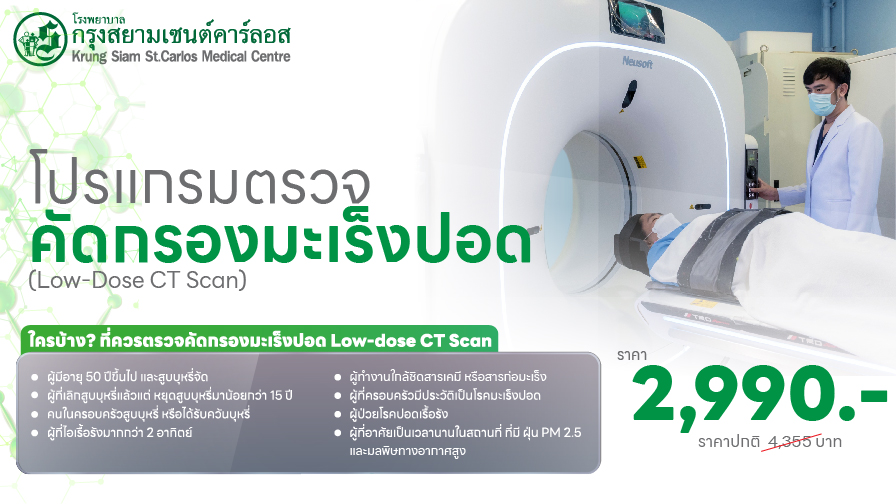 โรงพยาบาล
กรุงสยามเซนต์คาร์ลอส
Krung Siam St.Carlos Medical Centre
Neusoft
โปรแกรมตรวจ
คัดกรองมะเร็งปอด
(Low-Dose CT Scan)
ใครบ้าง? ที่ควรตรวจคัดกรองมะเร็งปอด Low-dose CT Scan
ผู้มีอายุ 50 ปีขึ้นไป และสูบบุหรี่จัด
ผู้ที่เลิกสูบบุหรี่แล้วแต่ หยุดสูบบุหรี่มาน้อยกว่า 15 ปี
คนในครอบครัวสูบบุหรี่ หรือได้รับควันบุหรี่
ผู้ที่ไอเรื้อรังมากกว่า 2 อาทิตย์
ผู้ทำงานใกล้ชิดสารเคมี หรือสารก่อมะเร็ง
ผู้ที่ครอบครัวมีประวัติเป็นโรคมะเร็งปอด
ผู้ป่วยโรคปอดเรื้อรัง
ผู้ที่อาศัยเป็นเวลานานในสถานที่ ที่มี ฝุ่น PM 2.5
และมลพิษทางอากาศสูง
ราคา
2,990.-
ราคาปกติ 4,355 บาท